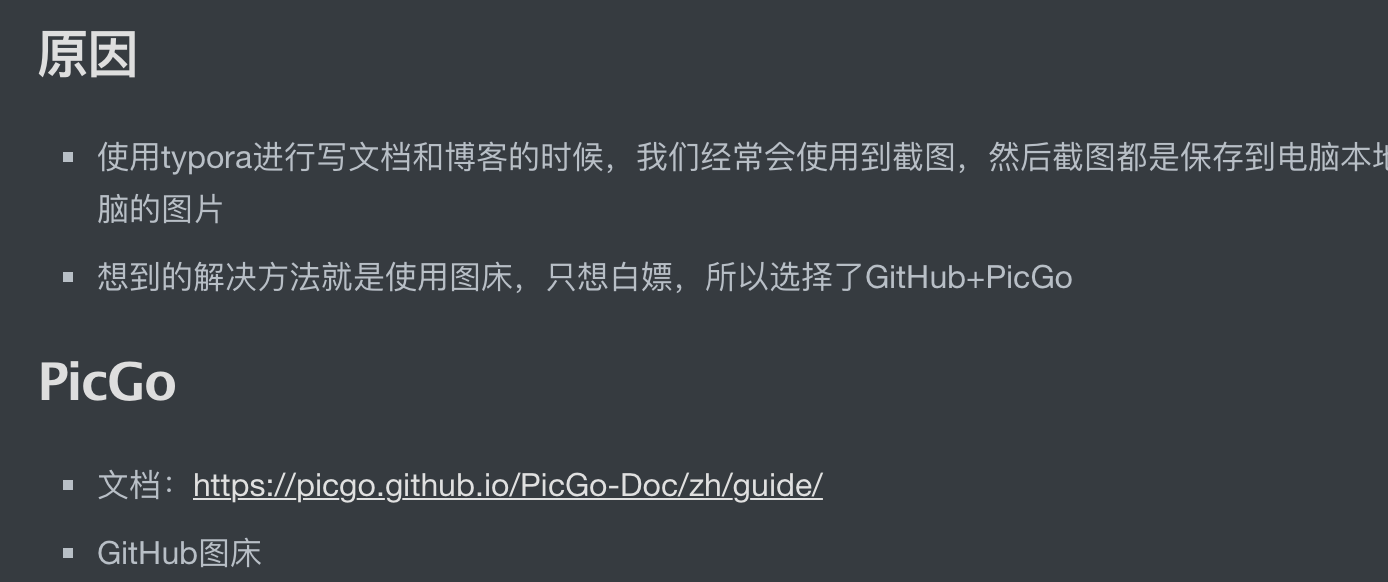 原因
使用typora进行写文档和博客的时候，我们经常会使用到截图，然后截图都是保存到电脑本地
脑的图片
想到的解决方法就是使用图床，只想白嫖，所以选择了GitHub+PicGo
PicGo
文档：https://picgo.github.io/PicGo-Doc/zh/guide/
GitHub图床